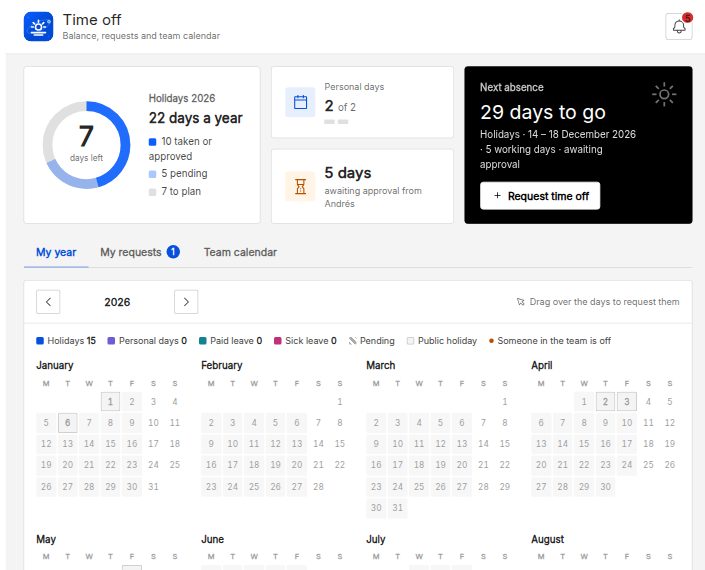 Time off
Balance, requests and team calendar
5
7
days left
Holidays 2026
22 days a year
10 taken or
approved
5 pending
7 to plan
Personal days
2 of 2
5 days
awaiting approval from
Andrés
Next absence
29 days to go
Holidays · 14 – 18 December 2026
· 5 working days · awaiting
approval
+ Request time off
My year
My requests 1
Team calendar
2026
Drag over the days to request them
Holidays 15 Personal days 0 Paid leave 0 Sick leave 0 Pending Public holiday Someone in the team is off
January
M T W T F S S
1 2 3 4
5 6 7 8 9 10 11
12 13 14 15 16 17 18
19 20 21 22 23 24 25
26 27 28 29 30 31
February
M T W T F S S
1
2 3 4 5 6 7 8
9 10 11 12 13 14 15
16 17 18 19 20 21 22
23 24 25 26 27 28
March
M T W T F S S
1
2 3 4 5 6 7 8
9 10 11 12 13 14 15
16 17 18 19 20 21 22
23 24 25 26 27 28 29
30 31
April
M T W T F S S
1 2 3 4 5
6 7 8 9 10 11 12
13 14 15 16 17 18 19
20 21 22 23 24 25 26
27 28 29 30
May
M T W T F S S
June
M T W T F S S
July
M T W T F S S
August
M T W T F S S